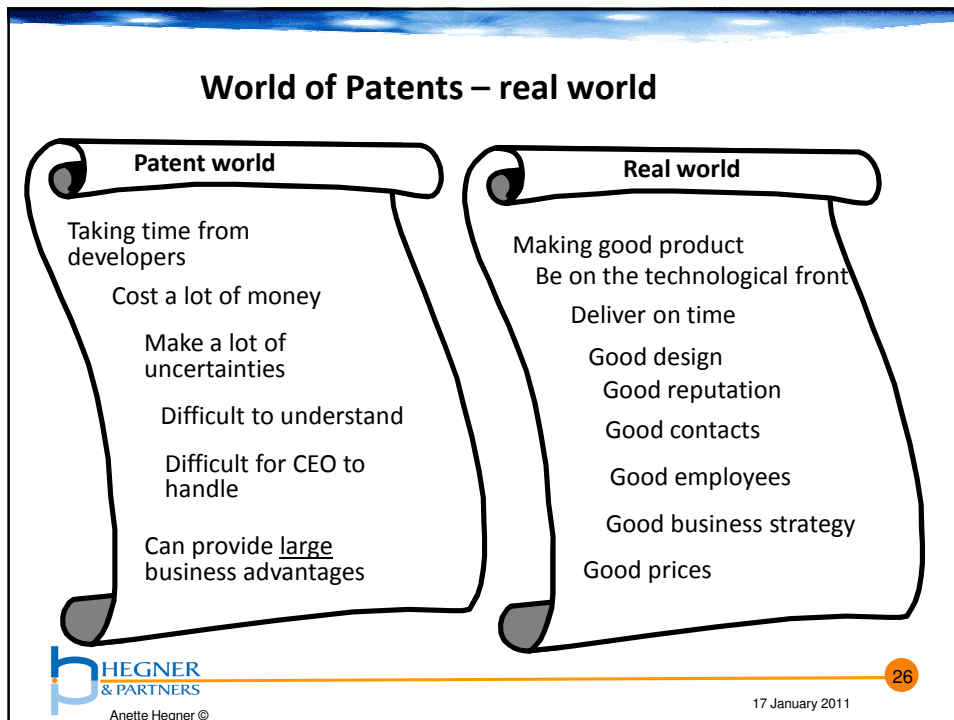 World of Patents – real world
Patent world
Taking time from
developers
Cost a lot of money
Make a lot of
uncertainties
Difficult to understand
Difficult for CEO to
handle
Can provide large
business advantages
Real world
Making good product
Be on the technological front
Deliver on time
Good design
Good reputation
Good contacts
Good employees
Good business strategy
Good prices
HEGNER
& PARTNERS
Anette Hegner ©
17 January 2011
26